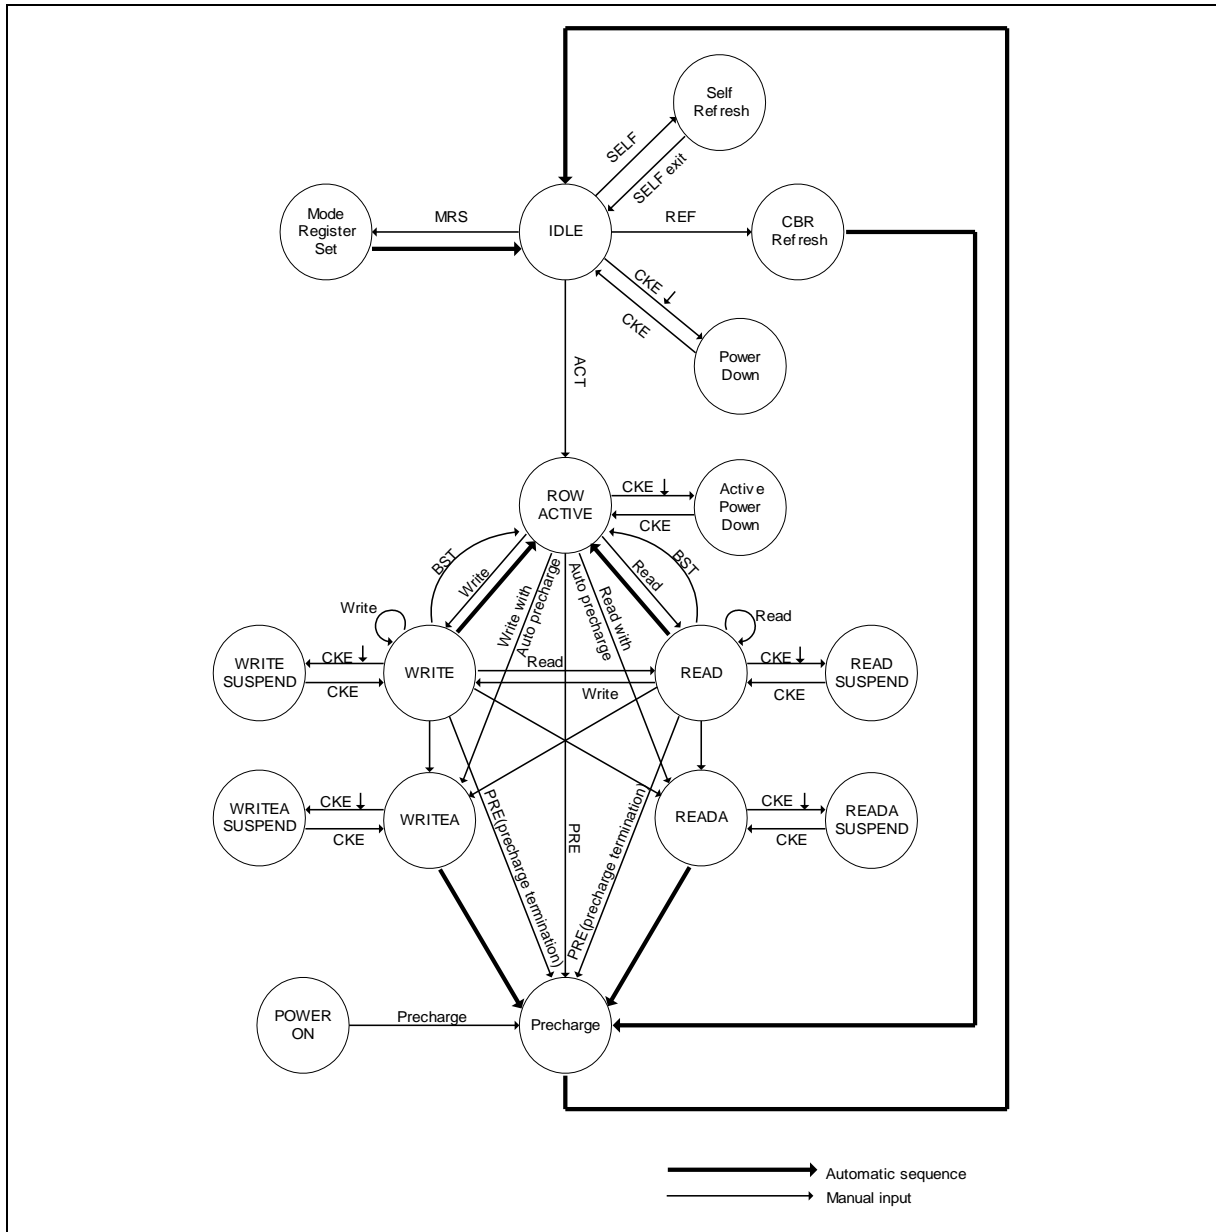 Self
Refresh
SELF
SELF exit
Mode
Register
Set
MRS
IDLE
REF
CBR
Refresh
CKE
CKE
Power
Down
ACT
ROW
ACTIVE
CKE
CKE
Active
Power
Down
BST
Write
Write with
Auto precharge
Auto precharge
Read with
Read
BST
Write
Read
WRITE
SUSPEND
CKE
CKE
WRITE
Read
Write
READ
CKE
CKE
READ
SUSPEND
WRITEA
SUSPEND
CKE
CKE
WRITEA
PRE(precharge termination)
PRE
PRE(precharge termination)
READA
CKE
CKE
READA
SUSPEND
POWER
ON
Precharge
Precharge
Automatic sequence
Manual input